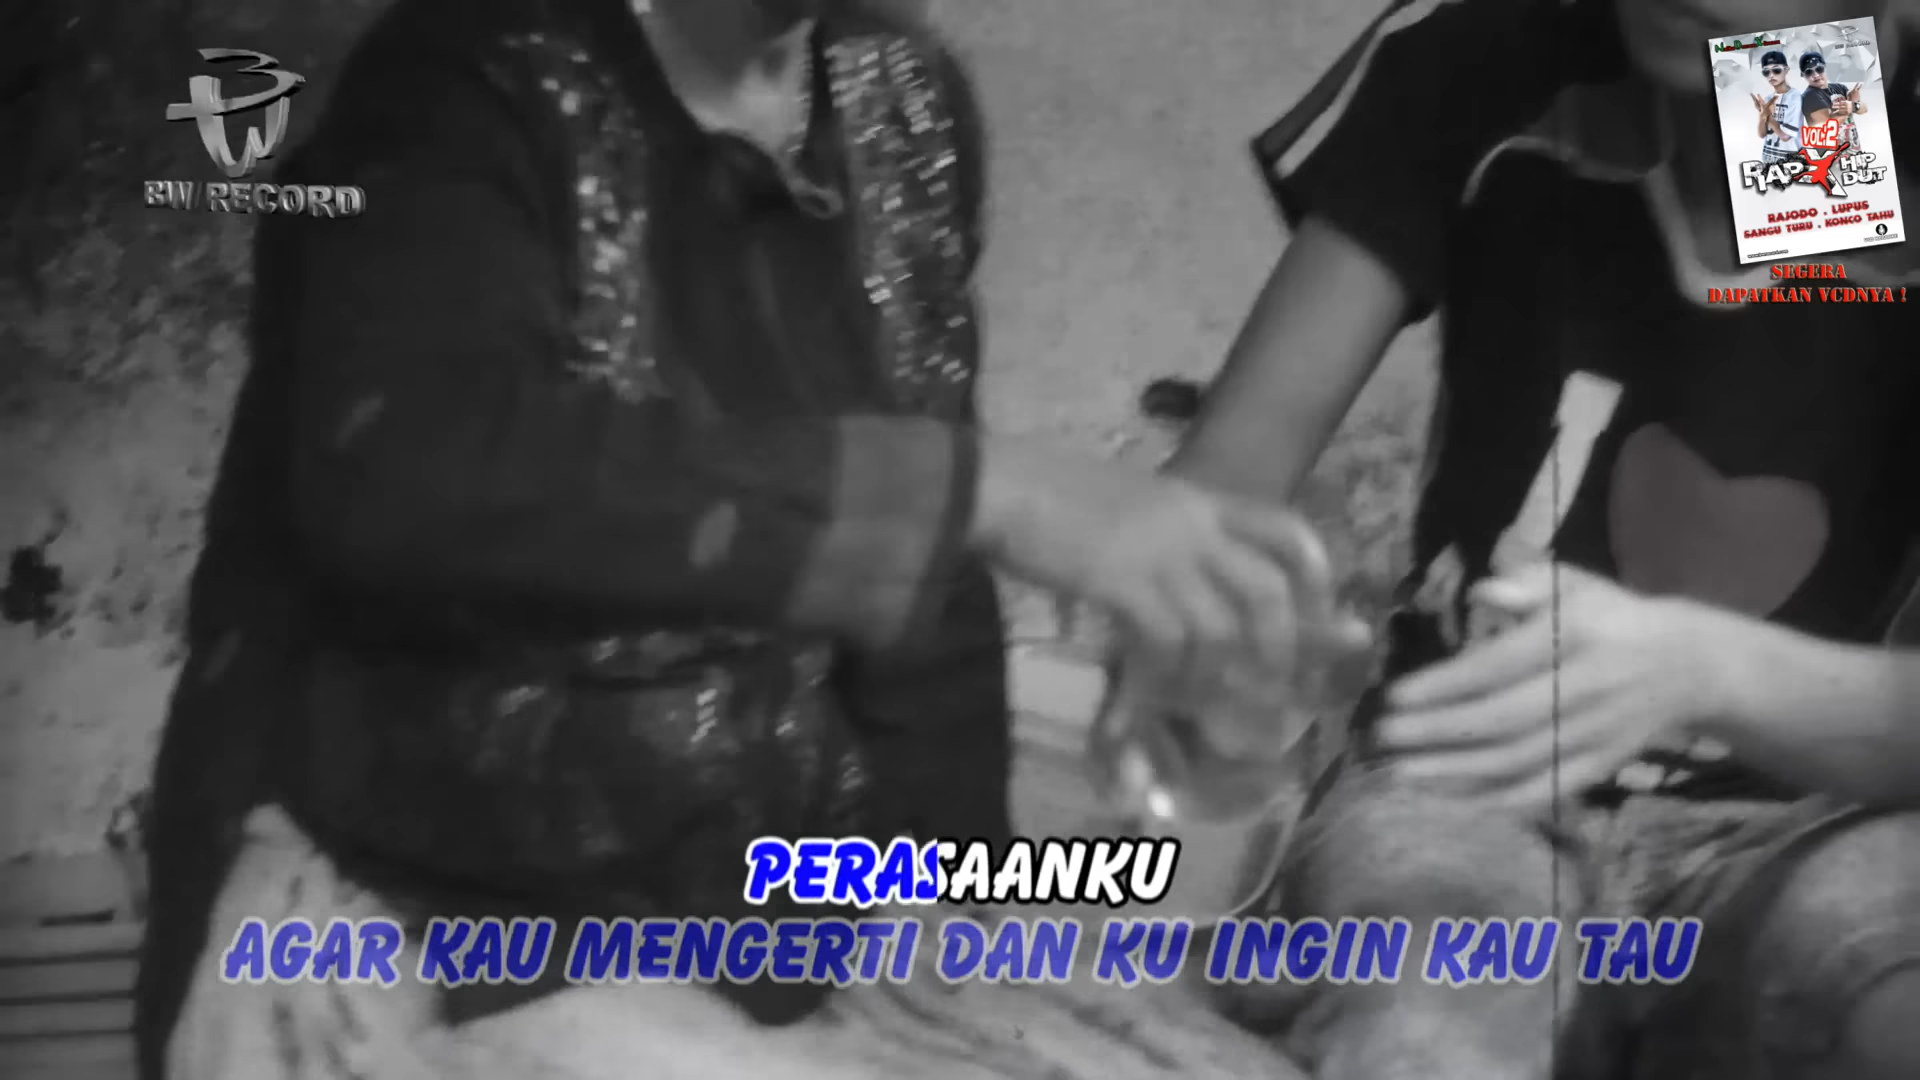 BW RECORD
VOL.2
RAP X HIP DUT
RAJODO . LUPUS
SANGU TURU . KONCO TAHU
SEGERA
DAPATKAN VCDNYA !
PERASAANKU
AGAR KAU MENGERTI DAN KU INGIN KAU TAU